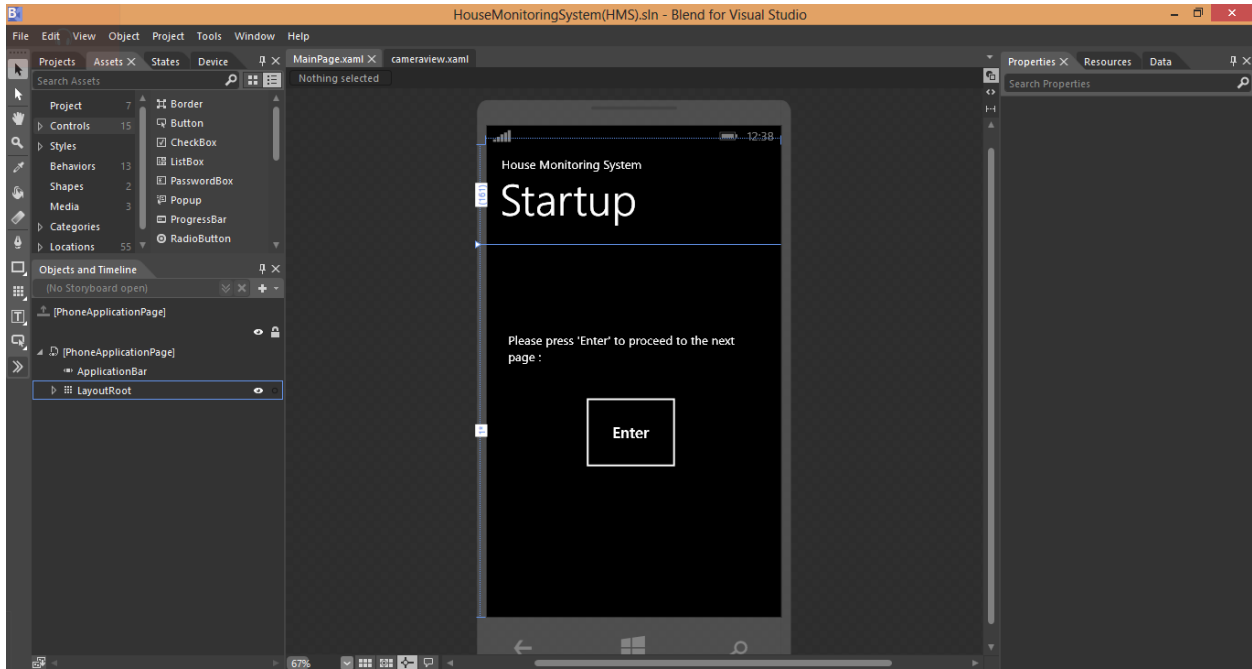 HouseMonitoringSystem(HMS).sln - Blend for Visual Studio
File Edit View Object Project Tools Window Help
Projects Assets States Device
Search Assets
Project 7
Controls 15
Styles
Behaviors 13
Shapes 2
Media 3
Categories
Locations 55
Border
Button
CheckBox
ListBox
PasswordBox
Popup
ProgressBar
RadioButton
Objects and Timeline
(No Storyboard open)
[PhoneApplicationPage]
[PhoneApplicationPage]
ApplicationBar
LayoutRoot
MainPage.xaml cameraview.xaml
Nothing selected
12:38
House Monitoring System
Startup
(161)
Please press 'Enter' to proceed to the next
page :
1*
Enter
67%
Properties Resources Data
Search Properties